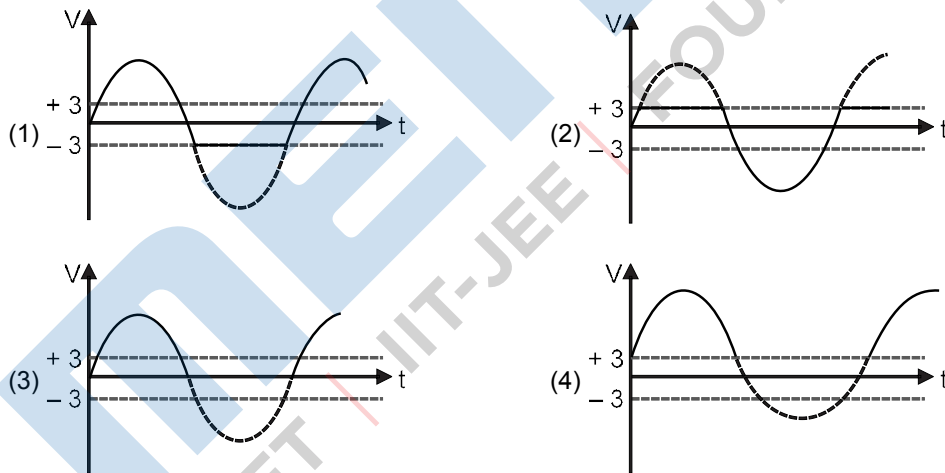 V
+ 3
– 3
t
(1)
V
+ 3
– 3
t
(2)
V
+ 3
– 3
t
(3)
V
+ 3
– 3
t
(4)
| IIT-JEE |